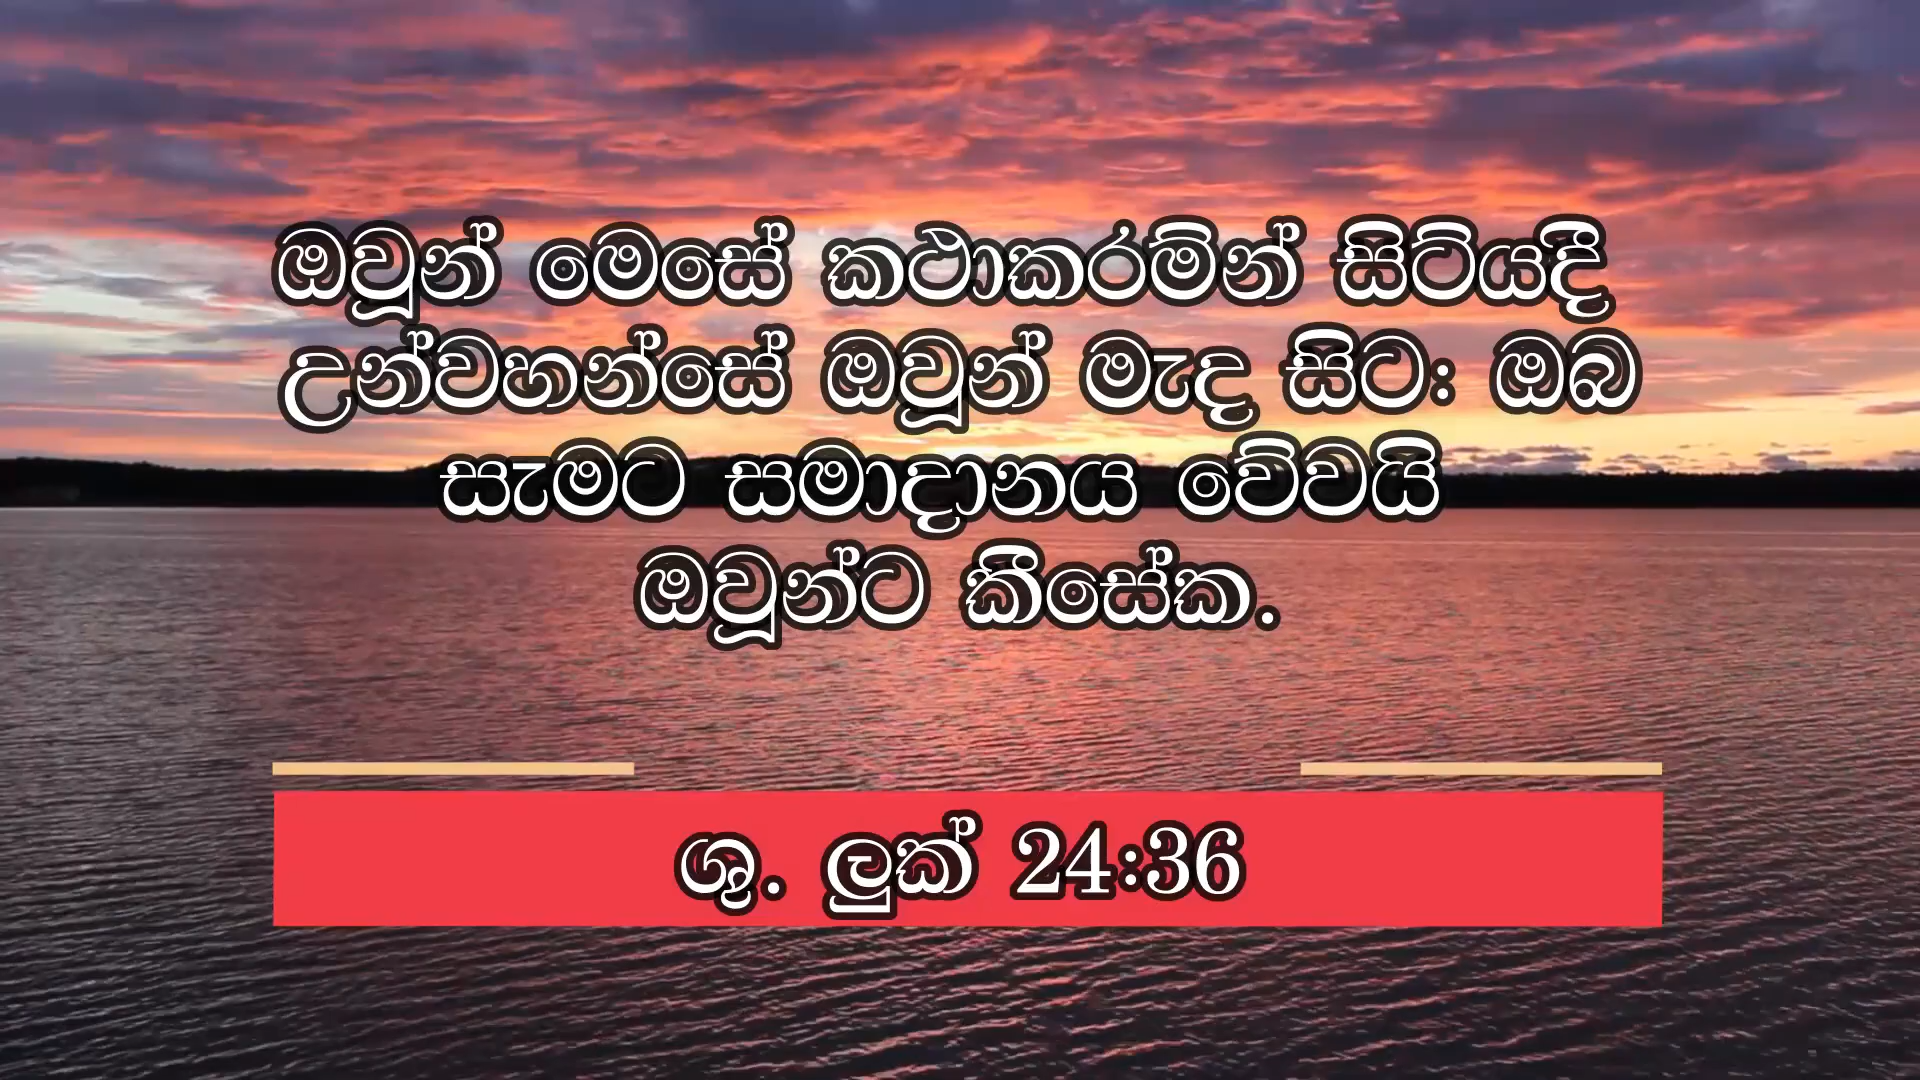 ඔවූන් මෙසේ කථාකරමින් සිටියදී
උන්වහන්සේ ඔවූන් මැද සිට: ඔබ
සැමට සමාදානය වේවයි
ඔවූන්ට කීසේක.
ශු. ලූක් 24:36